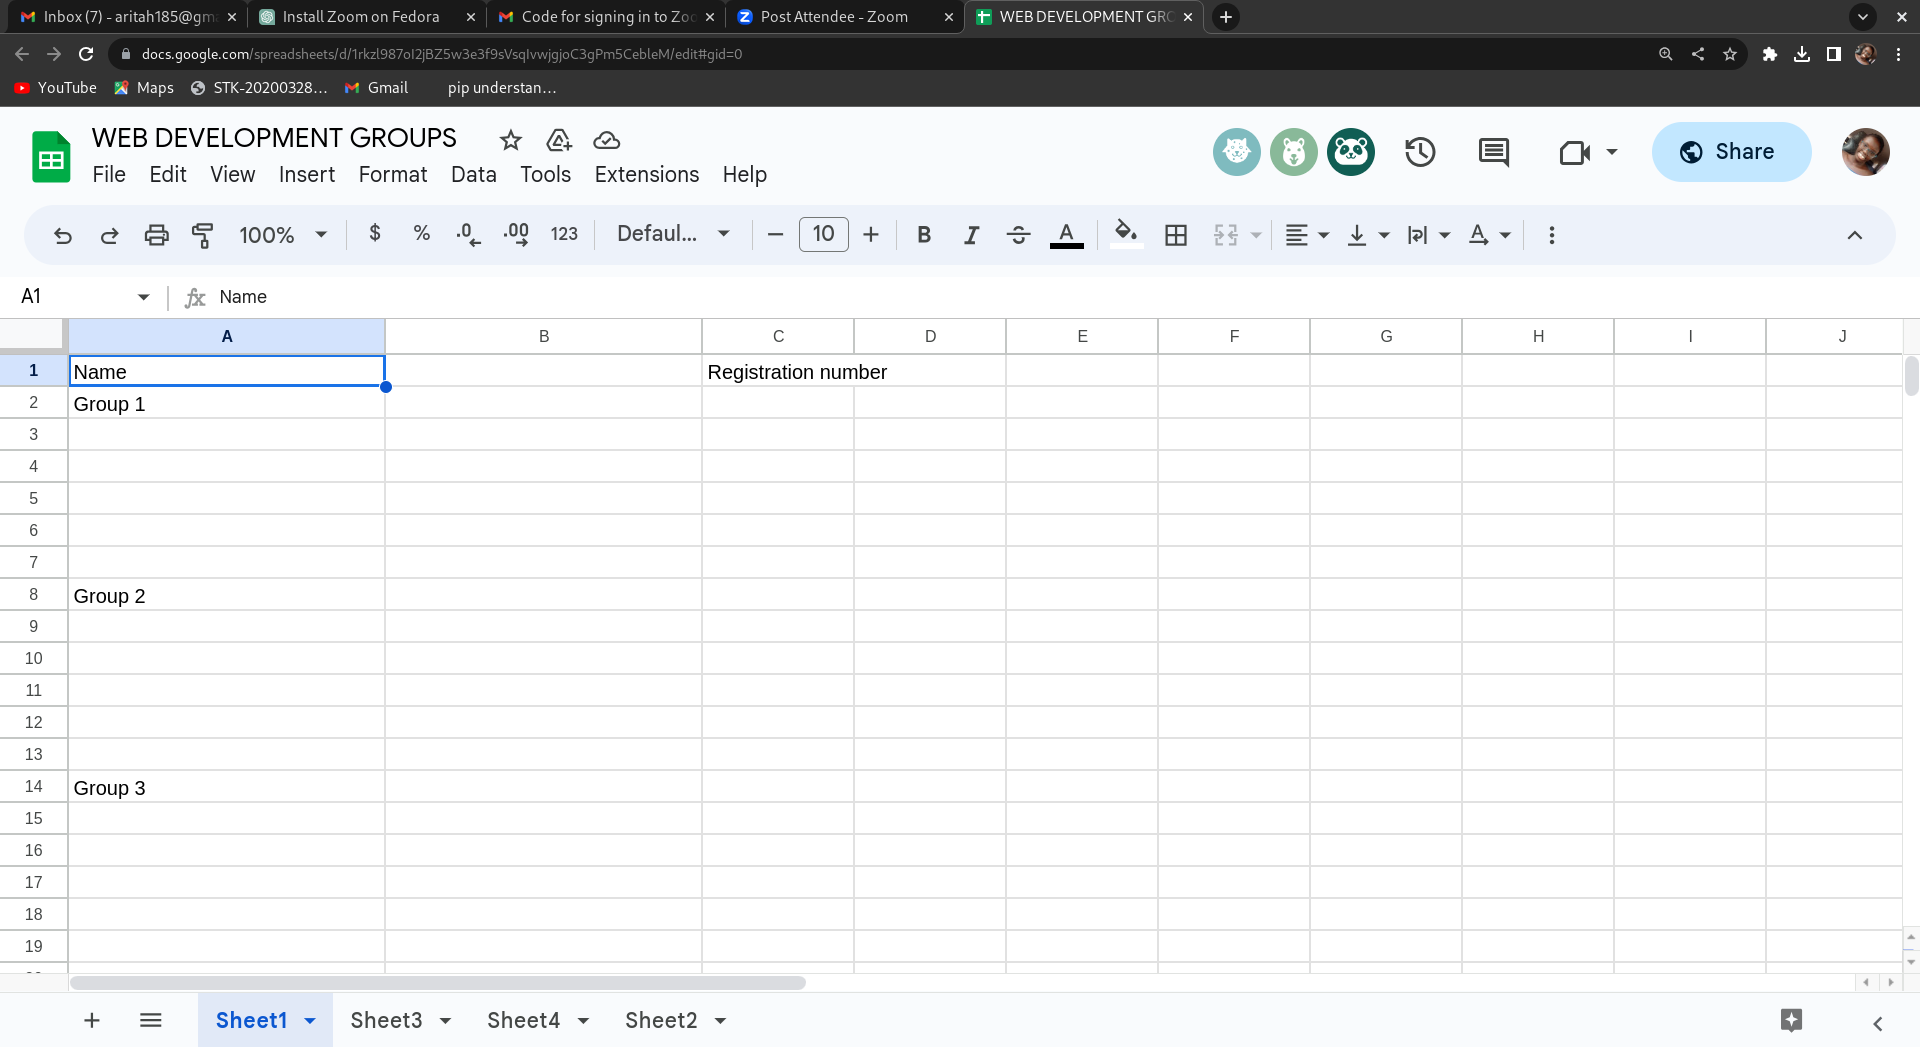 Inbox (7) - aritah185@gm
Install Zoom on Fedora
Code for signing in to Zoo
Post Attendee - Zoom
WEB DEVELOPMENT GRO
docs.google.com/spreadsheets/d/1rkzl987oI2jBZ5w3e3f9sVsqIvwjgjoC3gPm5CebleM/edit#gid=0
YouTube Maps STK-20200328... Gmail pip understan...
WEB DEVELOPMENT GROUPS
File Edit View Insert Format Data Tools Extensions Help
Share
100% $ % .0 .00 123 Defaul... 10 B I S A
A1 Name
A B C D E F G H I J
1 Name Registration number
2 Group 1
3
4
5
6
7
8 Group 2
9
10
11
12
13
14 Group 3
15
16
17
18
19
Sheet1 Sheet3 Sheet4 Sheet2